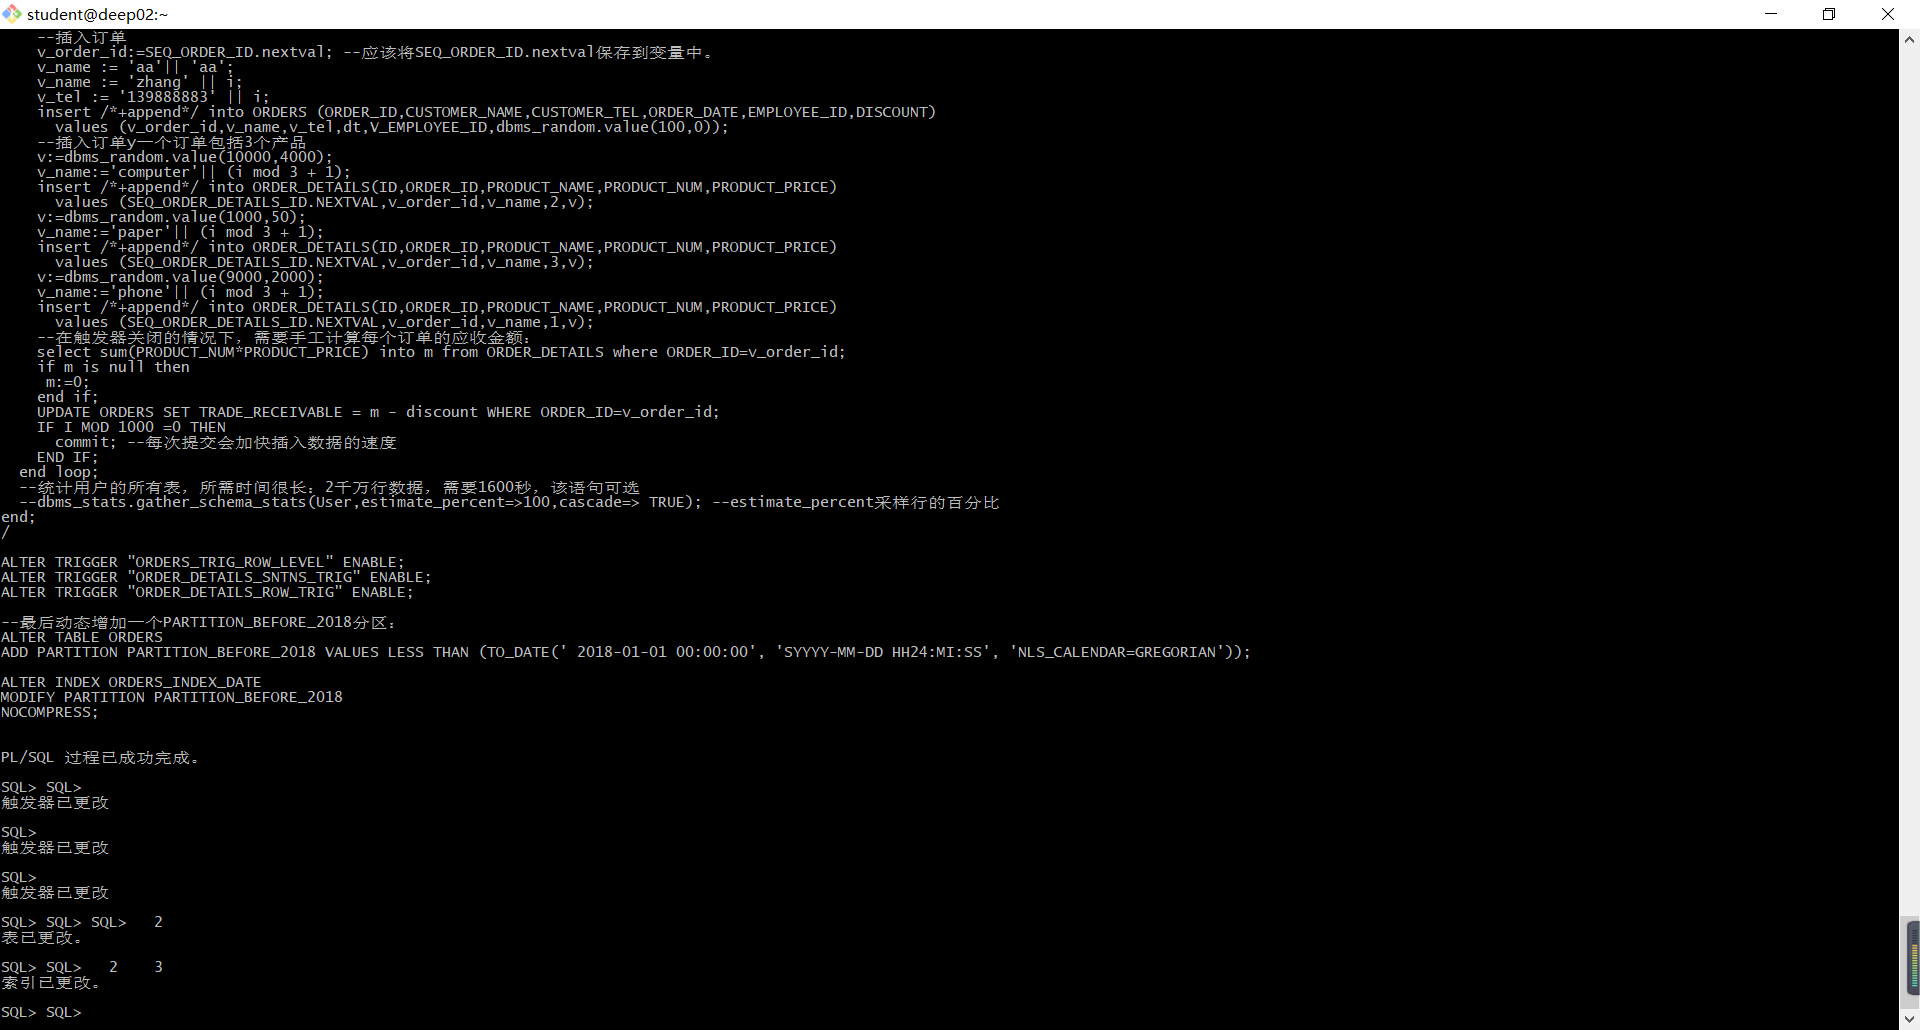 student@deep02:~
--插入订单
v_order_id:=SEQ_ORDER_ID.nextval; --应该将SEQ_ORDER_ID.nextval保存到变量中。
v_name := 'aa'|| 'aa';
v_name := 'zhang' || i;
v_tel := '139888883' || i;
insert /*+append*/ into ORDERS (ORDER_ID,CUSTOMER_NAME,CUSTOMER_TEL,ORDER_DATE,EMPLOYEE_ID,DISCOUNT)
values (v_order_id,v_name,v_tel,dt,V_EMPLOYEE_ID,dbms_random.value(100,0));
--插入订单y一个订单包括3个产品
v:=dbms_random.value(10000,4000);
v_name:='computer'|| (i mod 3 + 1);
insert /*+append*/ into ORDER_DETAILS(ID,ORDER_ID,PRODUCT_NAME,PRODUCT_NUM,PRODUCT_PRICE)
values (SEQ_ORDER_DETAILS_ID.NEXTVAL,v_order_id,v_name,2,v);
v:=dbms_random.value(1000,50);
v_name:='paper'|| (i mod 3 + 1);
insert /*+append*/ into ORDER_DETAILS(ID,ORDER_ID,PRODUCT_NAME,PRODUCT_NUM,PRODUCT_PRICE)
values (SEQ_ORDER_DETAILS_ID.NEXTVAL,v_order_id,v_name,3,v);
v:=dbms_random.value(9000,2000);
v_name:='phone'|| (i mod 3 + 1);
insert /*+append*/ into ORDER_DETAILS(ID,ORDER_ID,PRODUCT_NAME,PRODUCT_NUM,PRODUCT_PRICE)
values (SEQ_ORDER_DETAILS_ID.NEXTVAL,v_order_id,v_name,1,v);
--在触发器关闭的情况下，需要手工计算每个订单的应收金额：
select sum(PRODUCT_NUM*PRODUCT_PRICE) into m from ORDER_DETAILS where ORDER_ID=v_order_id;
if m is null then
m:=0;
end if;
UPDATE ORDERS SET TRADE_RECEIVABLE = m - discount WHERE ORDER_ID=v_order_id;
IF I MOD 1000 =0 THEN
commit; --每次提交会加快插入数据的速度
END IF;
end loop;
--统计用户的所有表，所需时间很长：2千万行数据，需要1600秒，该语句可选
--dbms_stats.gather_schema_stats(User,estimate_percent=>100,cascade=> TRUE); --estimate_percent采样行的百分比
end;
/
ALTER TRIGGER "ORDERS_TRIG_ROW_LEVEL" ENABLE;
ALTER TRIGGER "ORDER_DETAILS_SNTNS_TRIG" ENABLE;
ALTER TRIGGER "ORDER_DETAILS_ROW_TRIG" ENABLE;
--最后动态增加一个PARTITION_BEFORE_2018分区：
ALTER TABLE ORDERS
ADD PARTITION PARTITION_BEFORE_2018 VALUES LESS THAN (TO_DATE(' 2018-01-01 00:00:00', 'SYYYY-MM-DD HH24:MI:SS', 'NLS_CALENDAR=GREGORIAN'));
ALTER INDEX ORDERS_INDEX_DATE
MODIFY PARTITION PARTITION_BEFORE_2018
NOCOMPRESS;
PL/SQL 过程已成功完成。
SQL> SQL>
触发器已更改
SQL>
触发器已更改
SQL>
触发器已更改
SQL> SQL> SQL>   2
表已更改。
SQL> SQL>   2    3
索引已更改。
SQL> SQL>